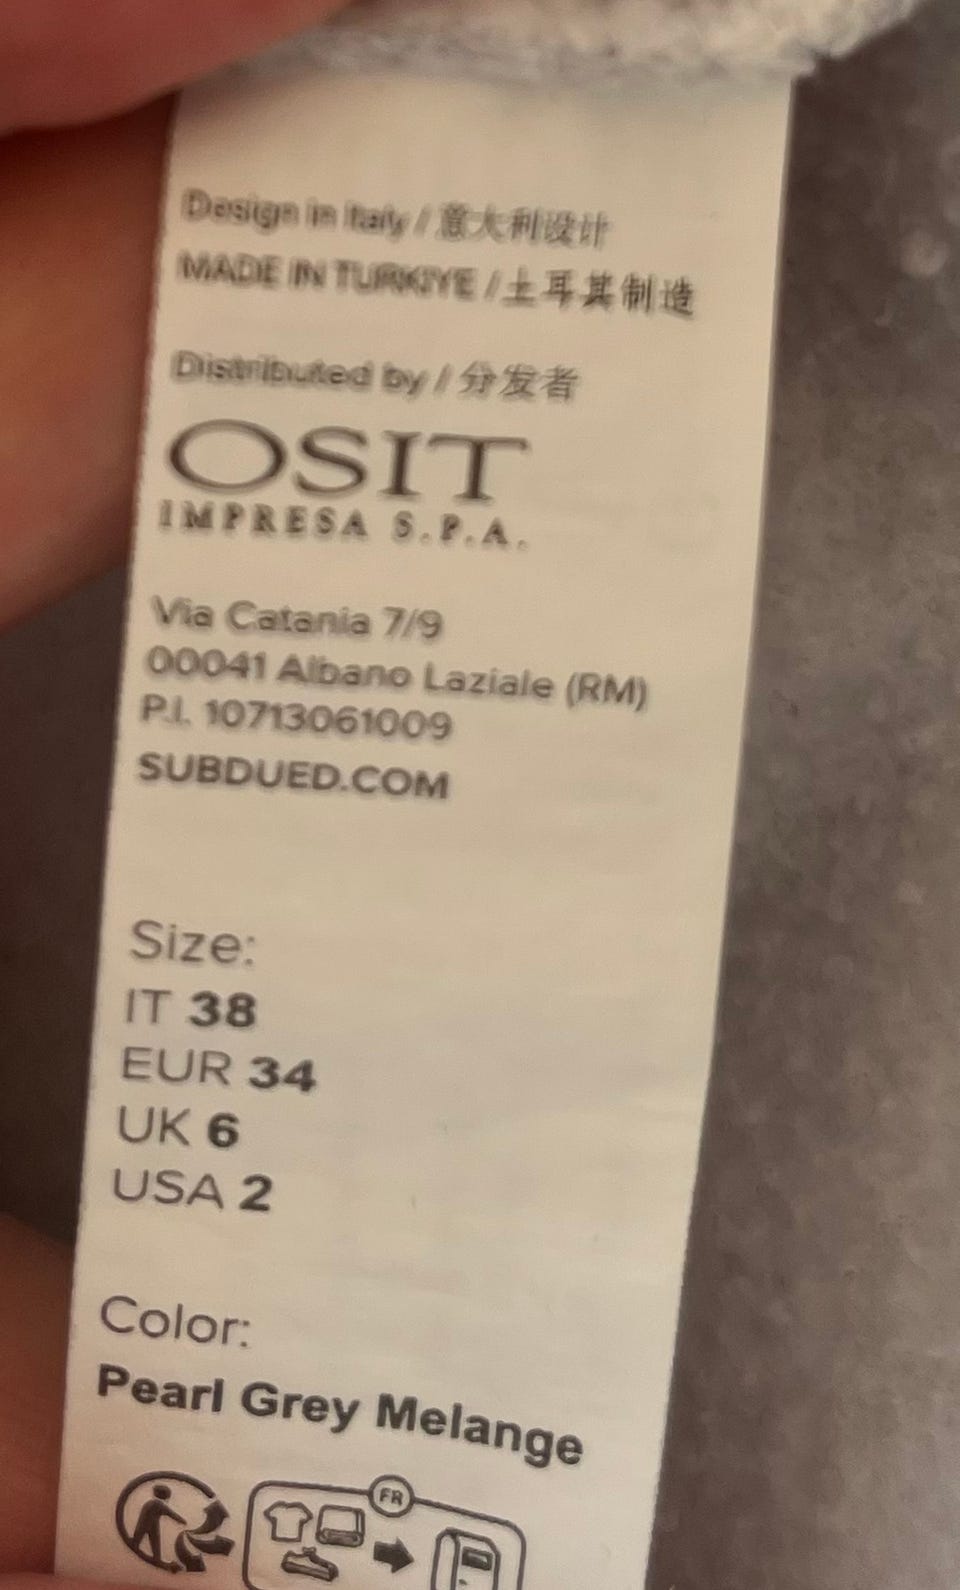 Design in Italy / 意大利设计
MADE IN TURKIYE / 土耳其制造
Distributed by / 分发者
OSIT
IMPRESA S.P.A.
Via Catania 7/9
00041 Albano Laziale (RM)
P.I. 10713061009
SUBDUED.COM
Size:
IT 38
EUR 34
UK 6
USA 2
Color:
Pearl Grey Melange
FR